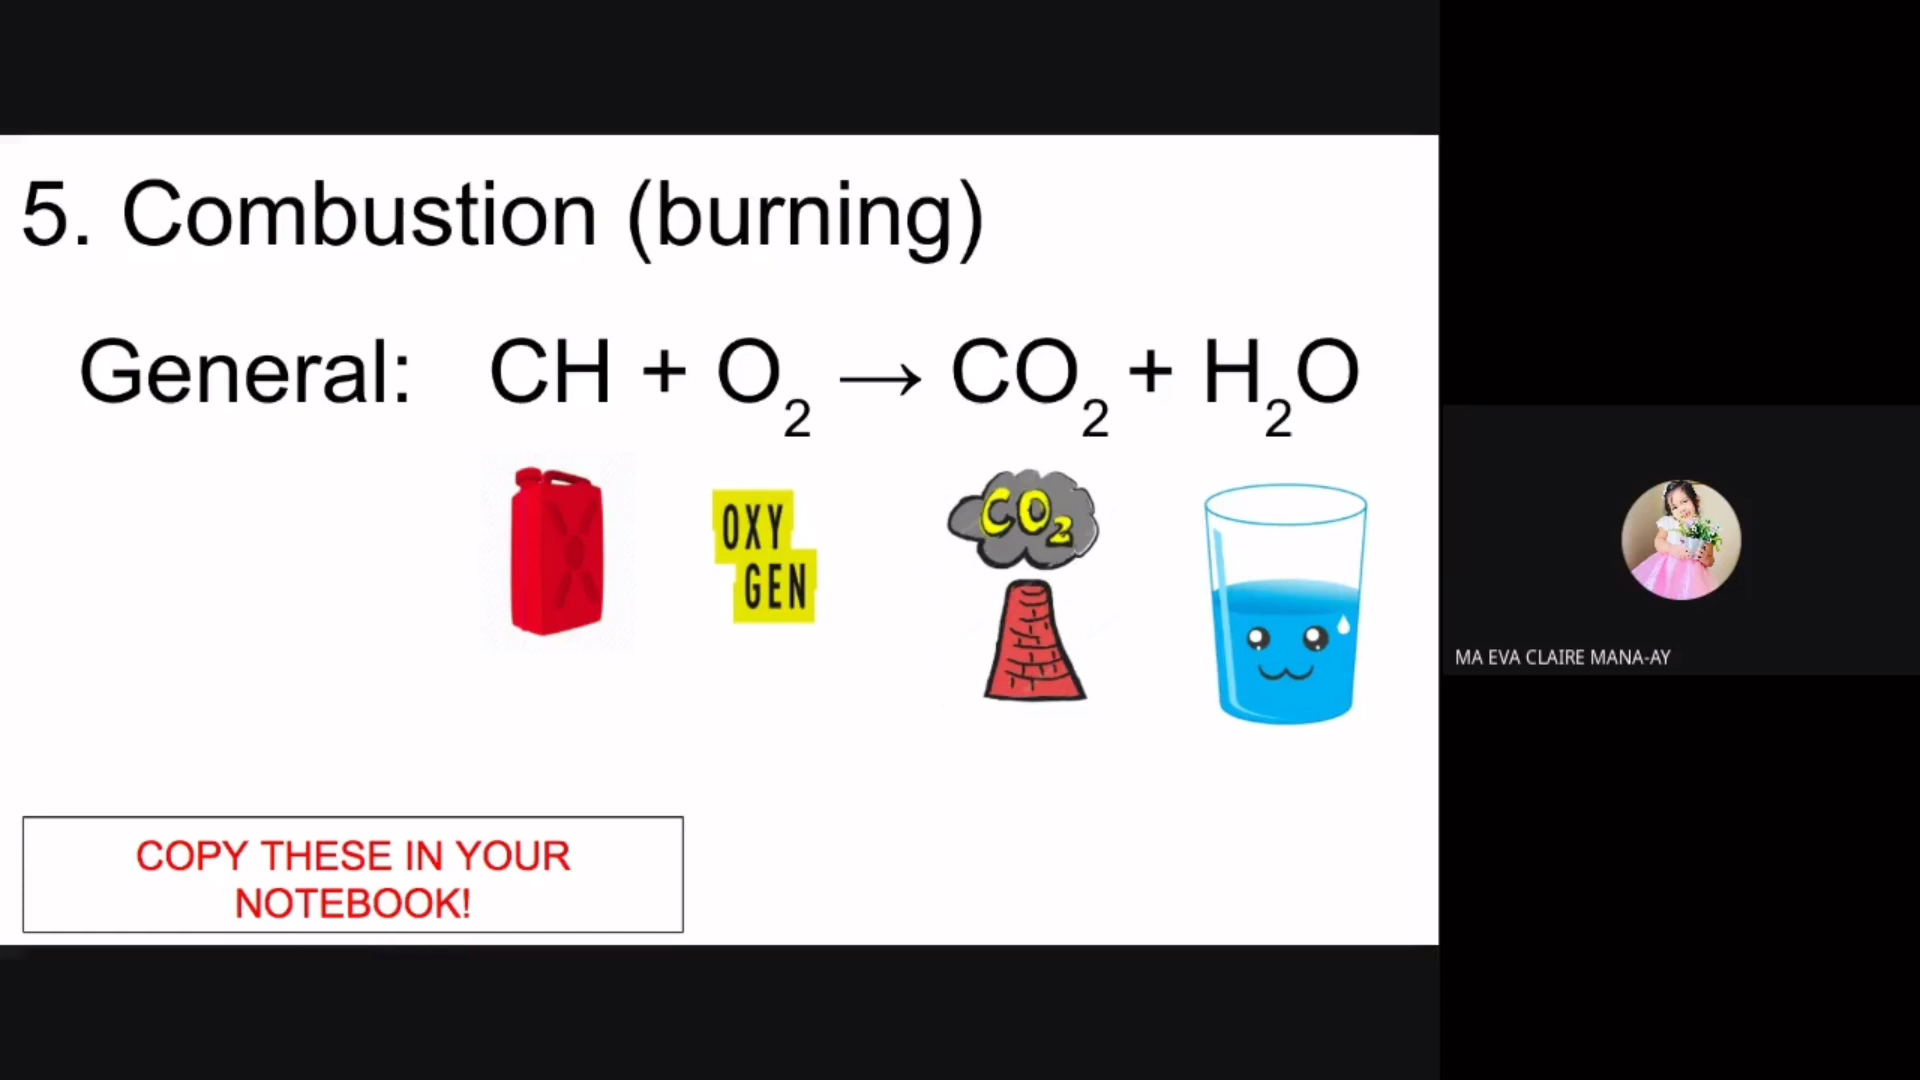 5. Combustion (burning)
General: CH + O₂ → CO₂ + H₂O
OXY
GEN
CO₂
COPY THESE IN YOUR
NOTEBOOK!
MA EVA CLAIRE MANA-AY